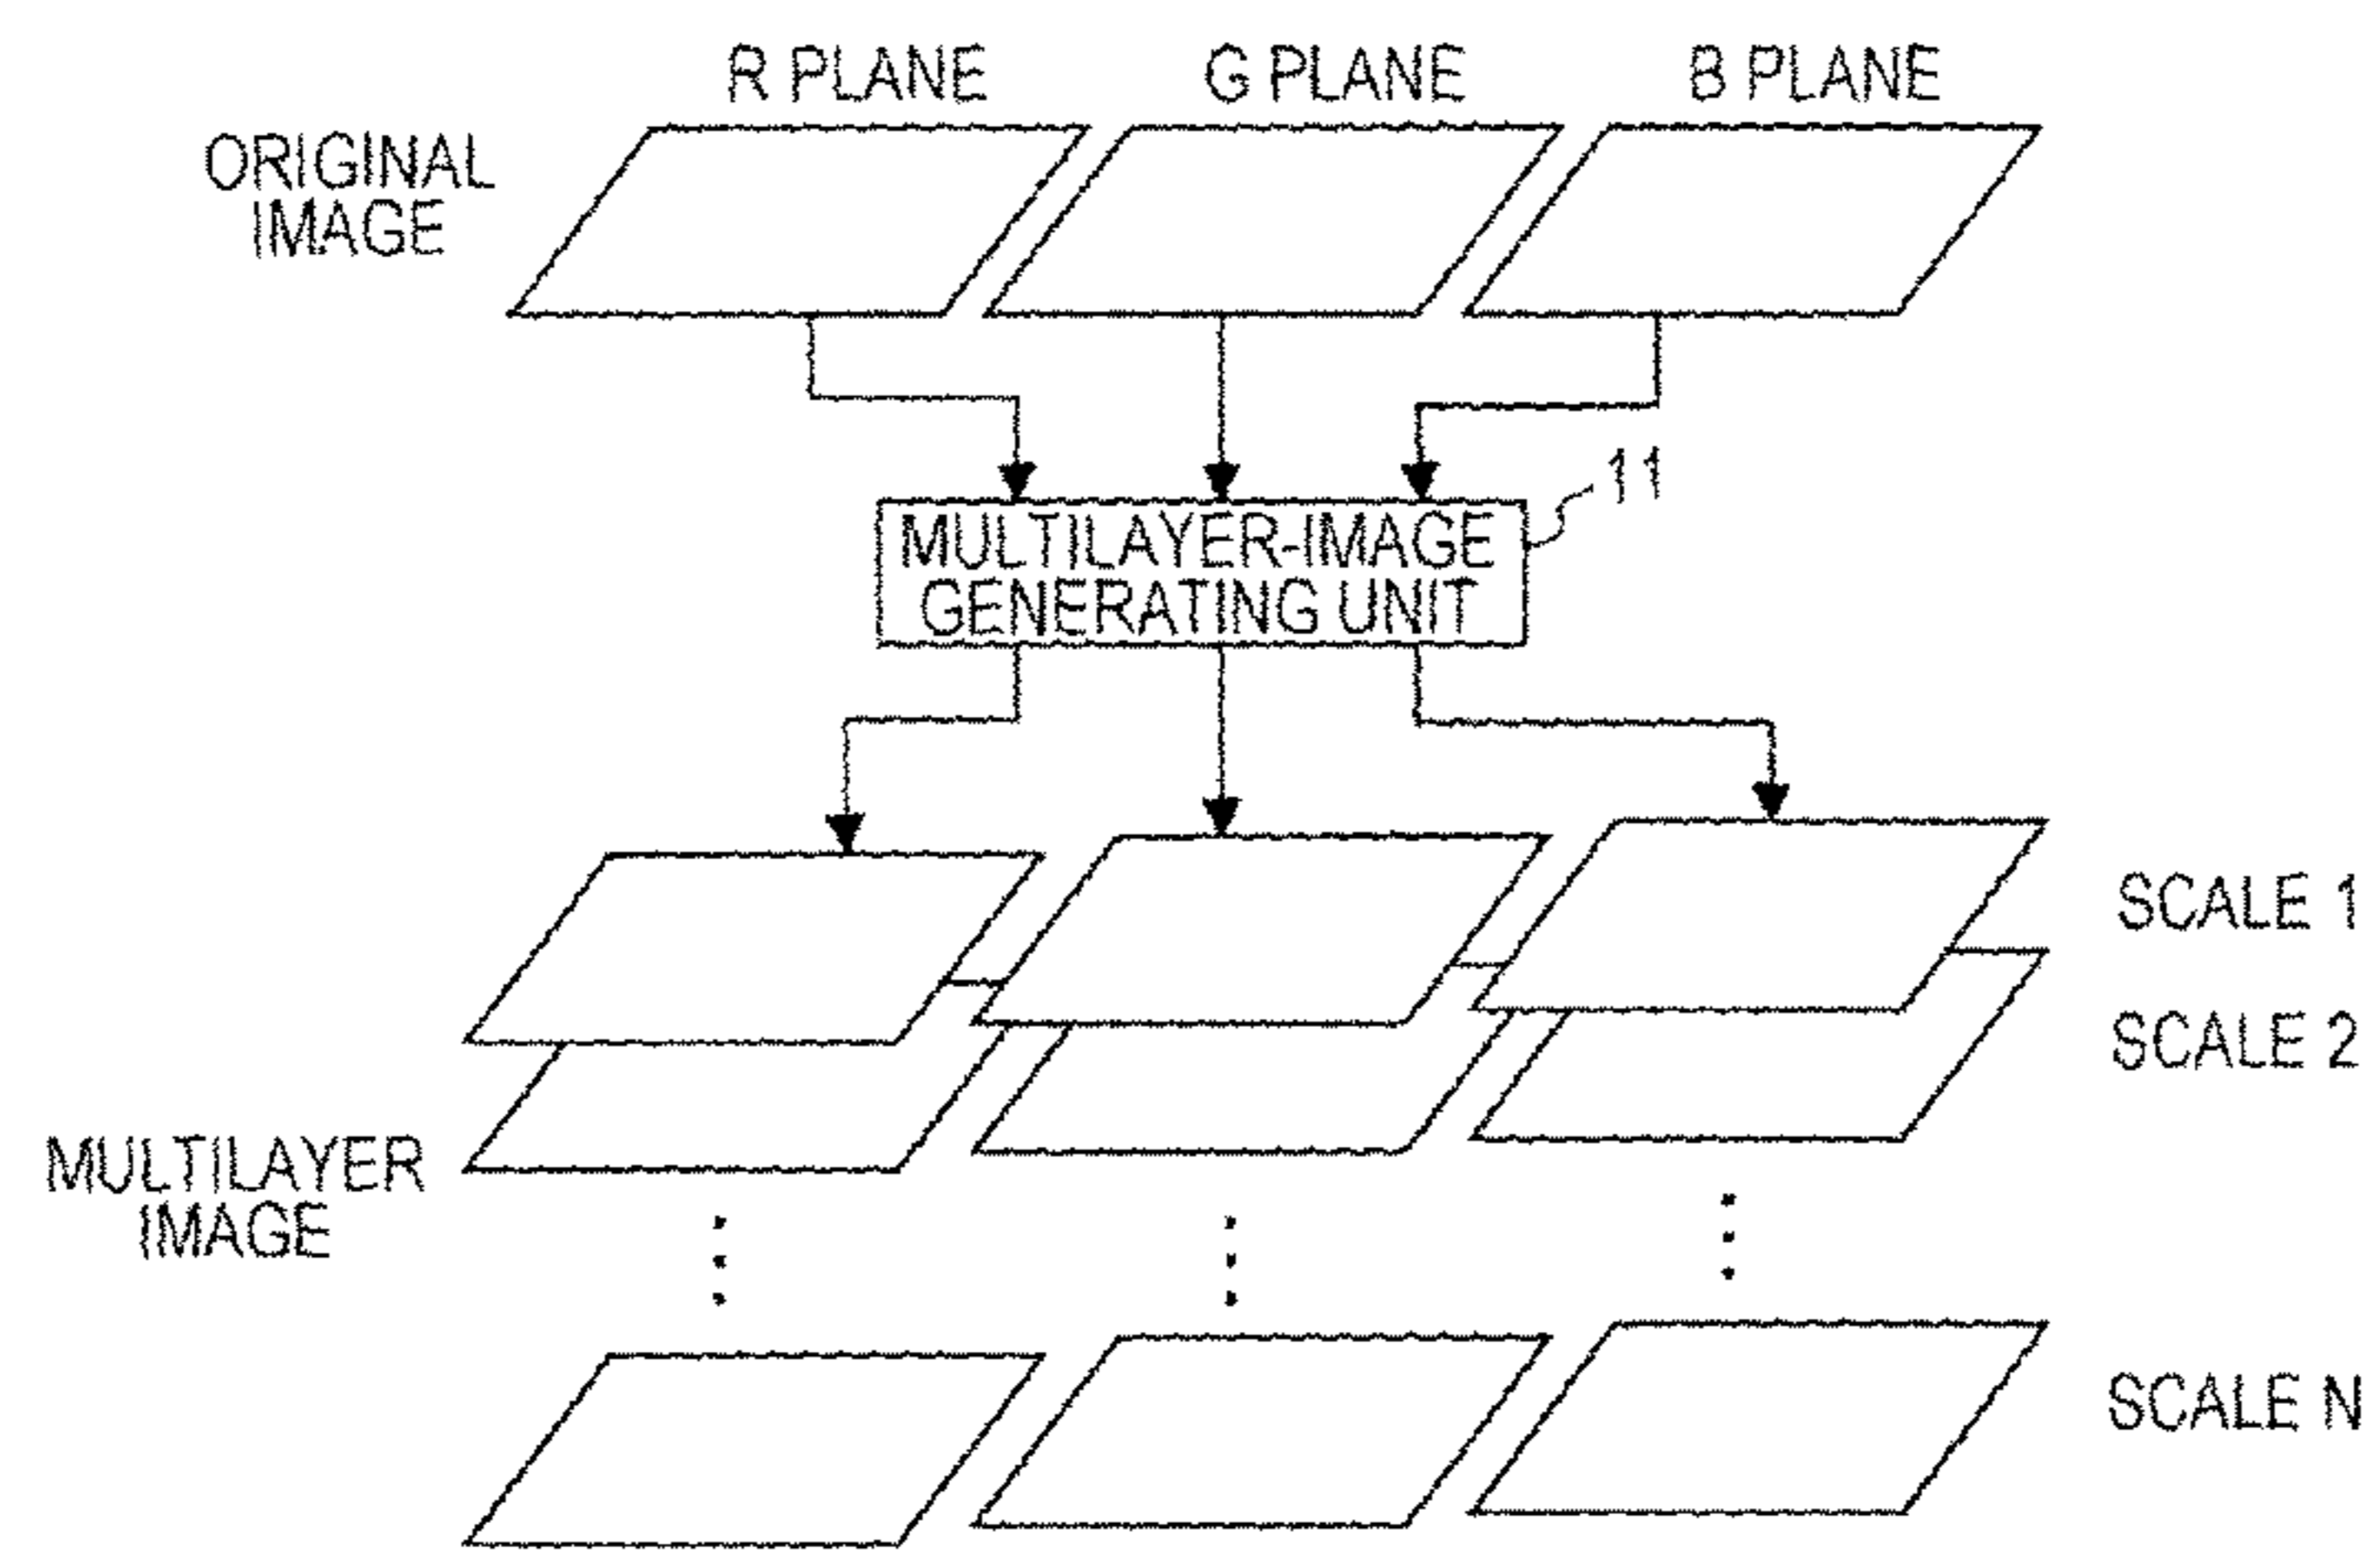 R PLANE
G PLANE
B PLANE
ORIGINAL
IMAGE
11
MULTILAYER-IMAGE
GENERATING UNIT
SCALE 1
SCALE 2
MULTILAYER
IMAGE
SCALE N